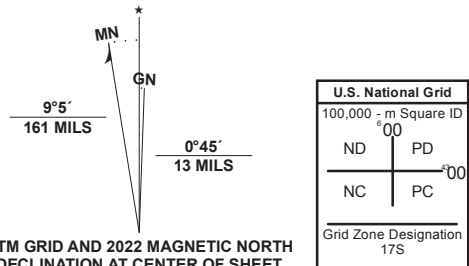 MN
GN
9°5´
161 MILS
0°45´
13 MILS
TM GRID AND 2022 MAGNETIC NORTH
DECLINATION AT CENTER OF SHEET
U.S. National Grid
100,000 - m Square ID
6 00
ND PD
43 00
NC PC
Grid Zone Designation
17S